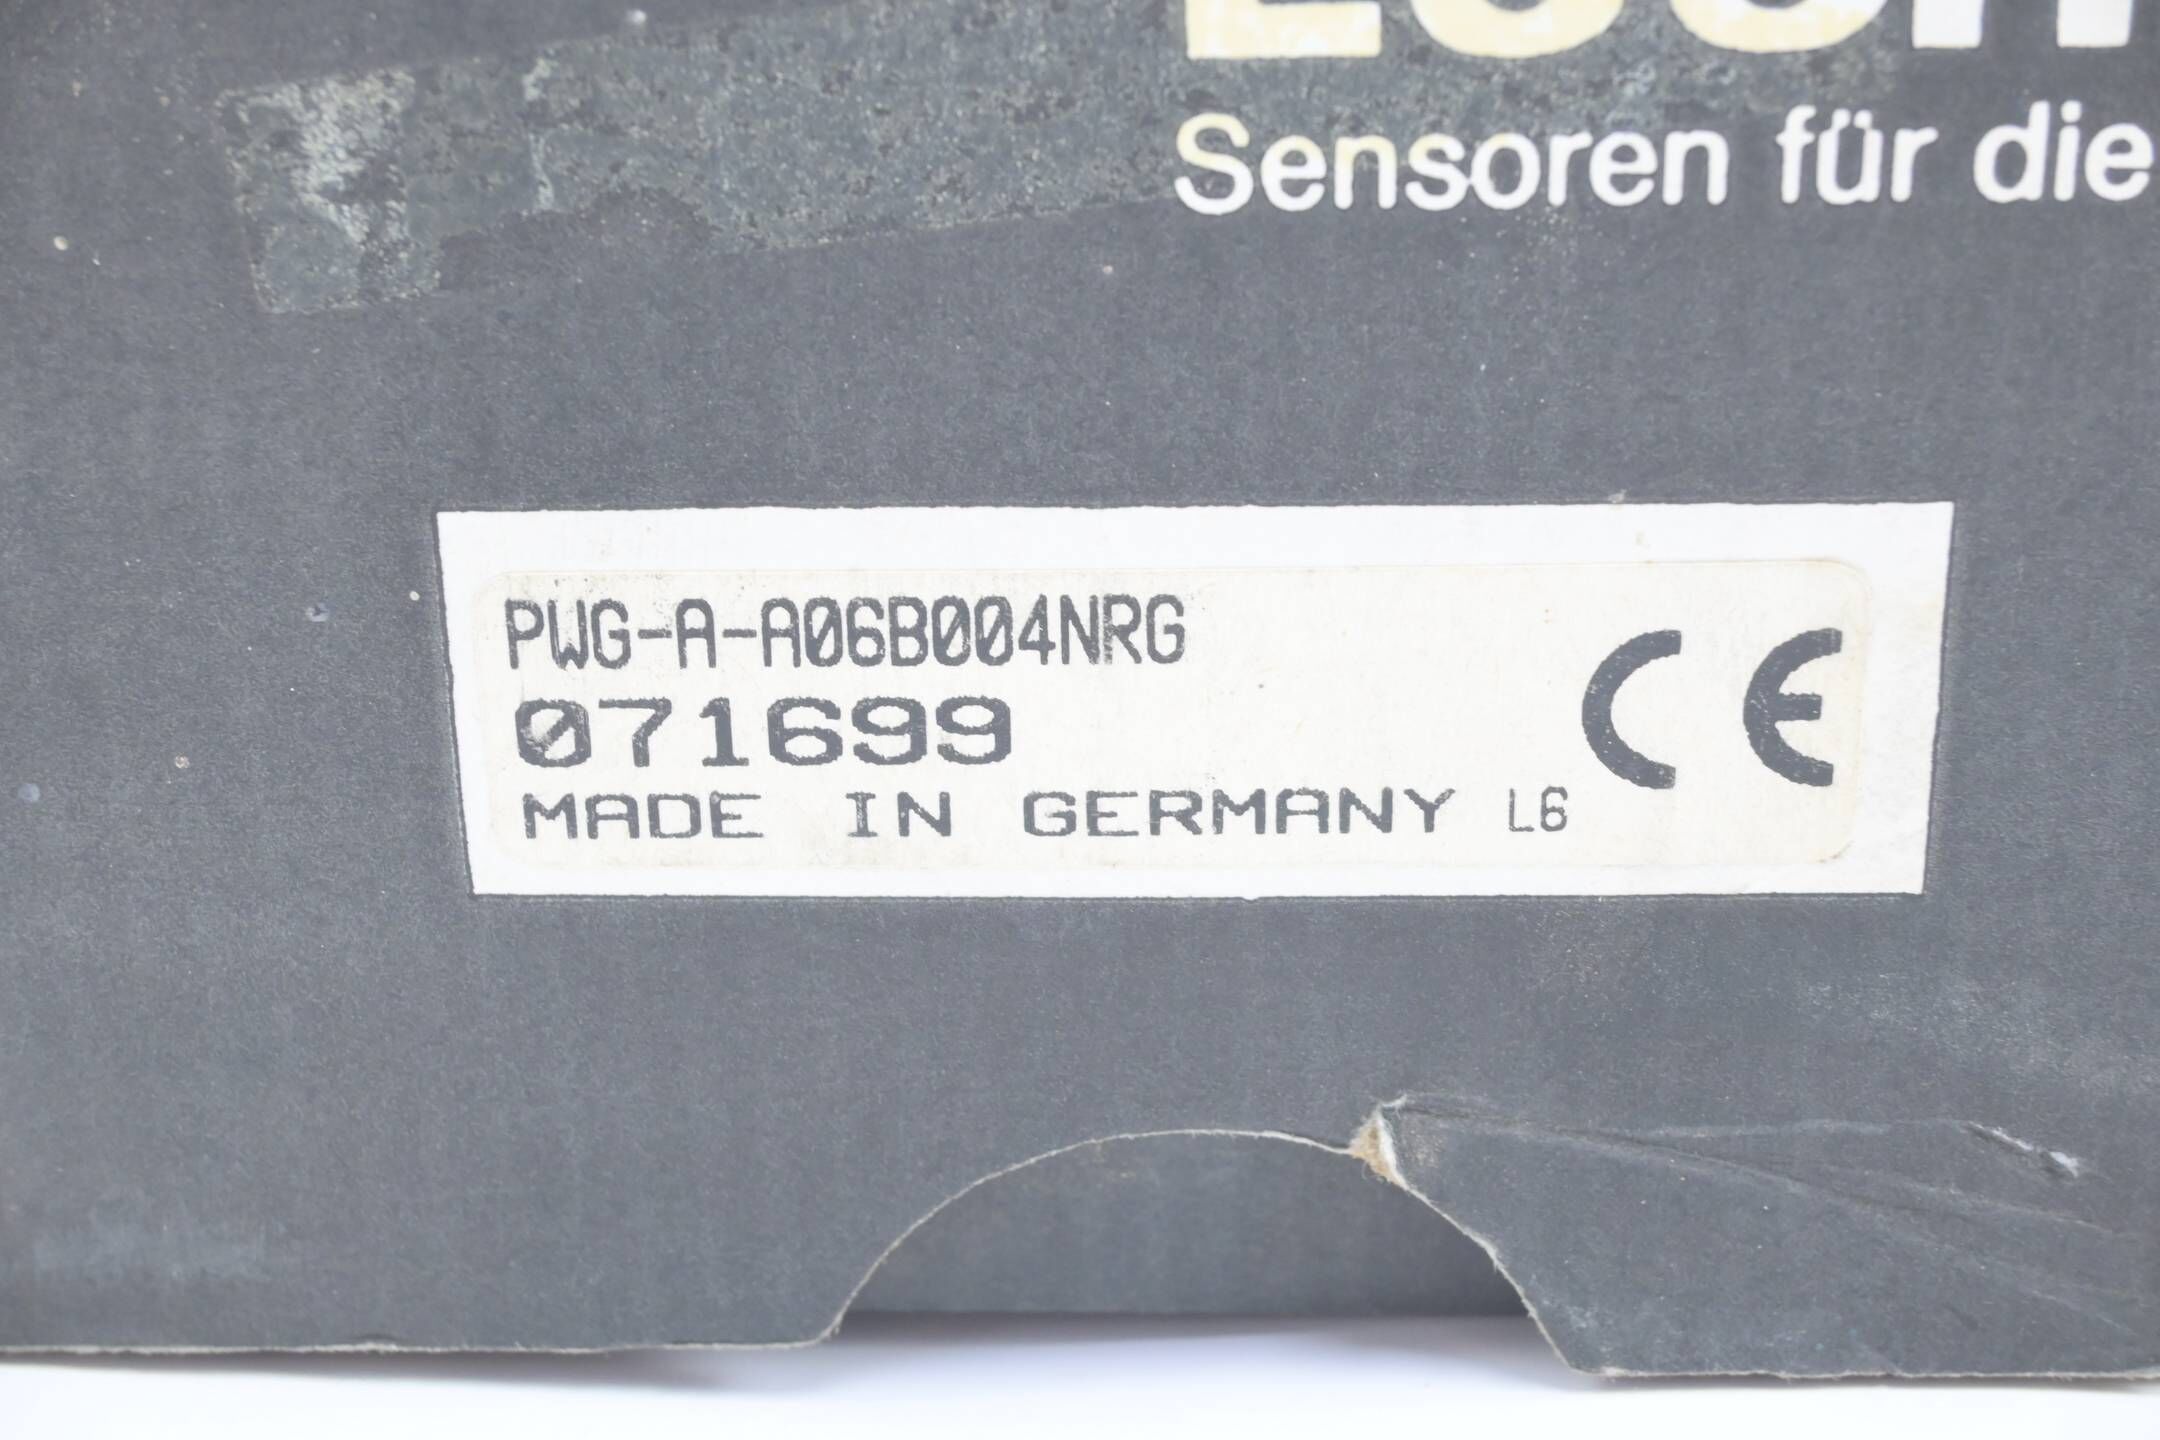 Sensoren für die
PWG-A-A06B004NRG
071699
MADE IN GERMANY L6
CE